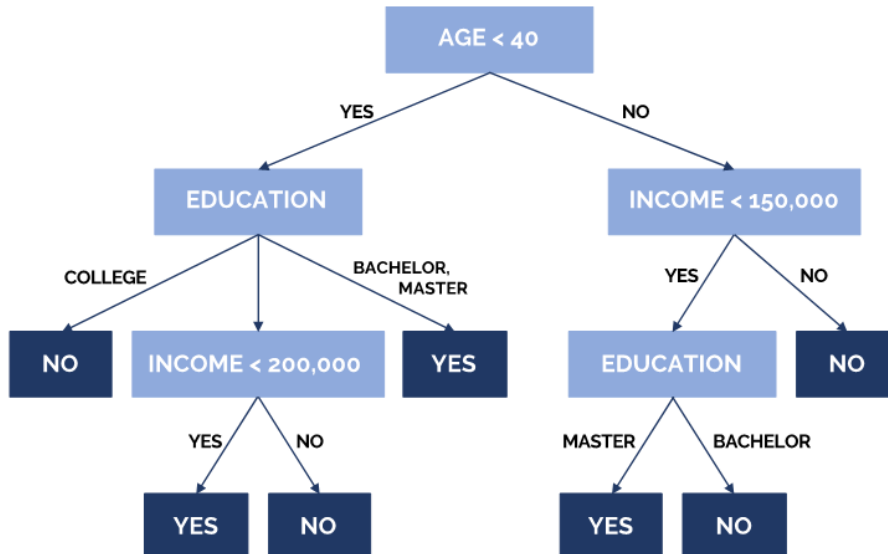 AGE < 40
YES
NO
EDUCATION
INCOME < 150,000
COLLEGE
BACHELOR,
MASTER
YES
NO
NO
INCOME < 200,000
YES
EDUCATION
NO
YES
NO
MASTER
BACHELOR
YES
NO
YES
NO